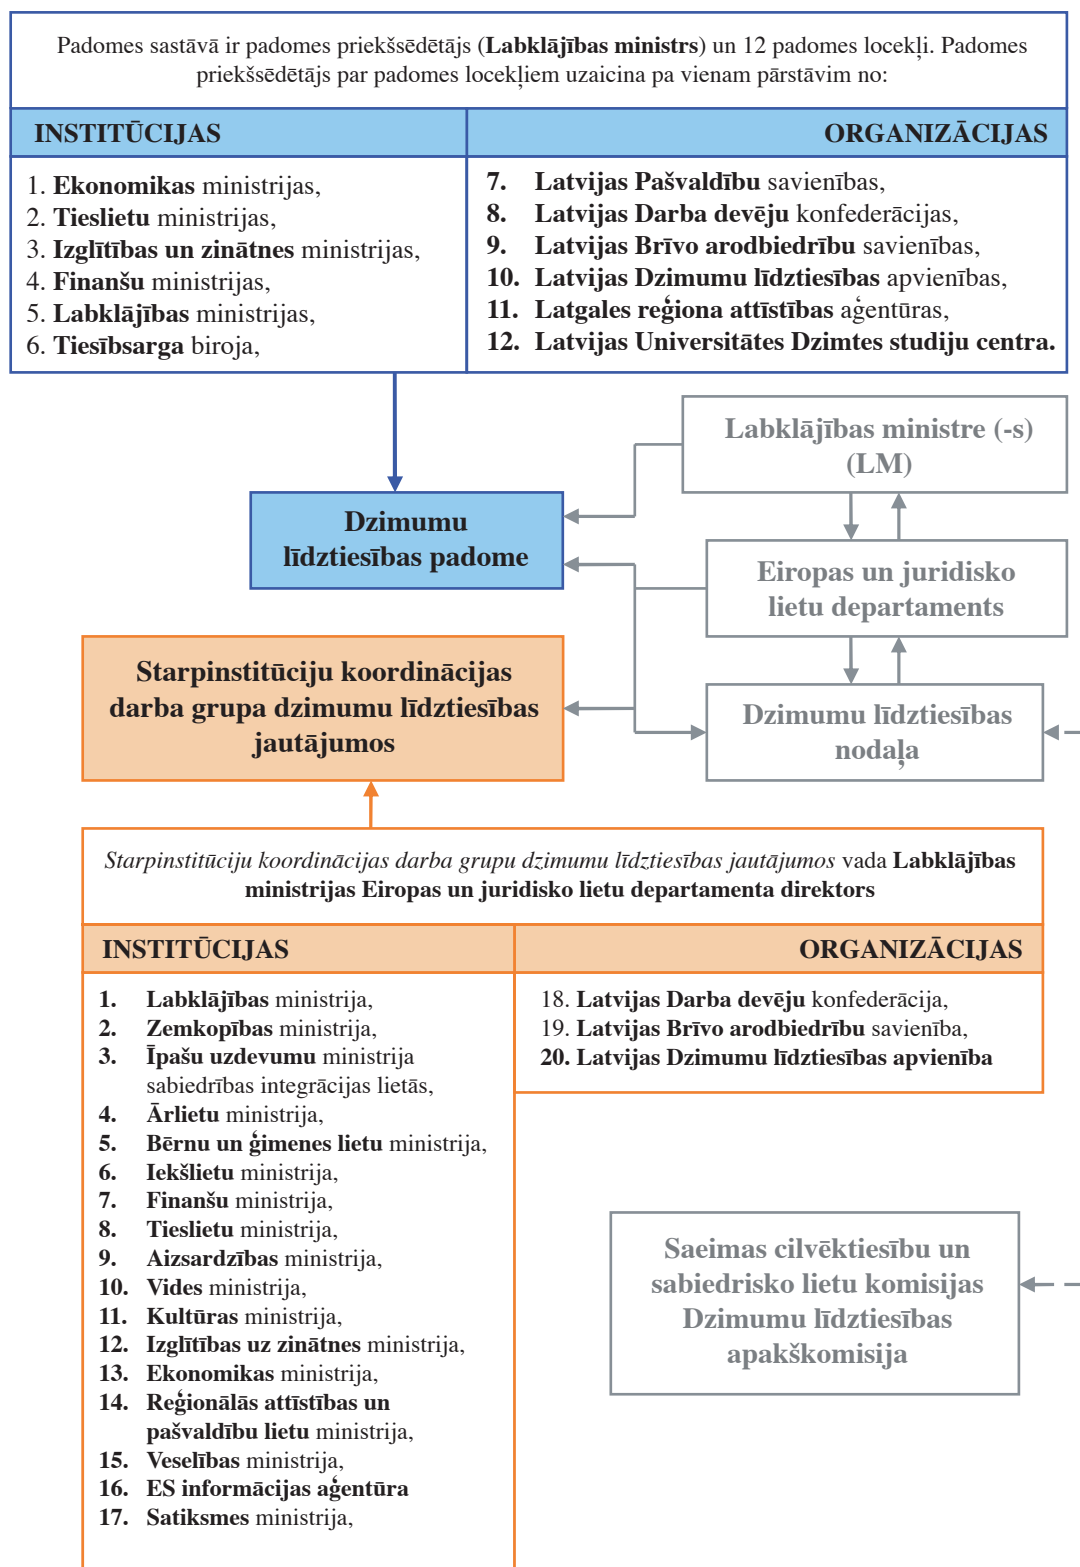 Padomes sastāvā ir padomes priekšsēdētājs (Labklājības ministrs) un 12 padomes locekļi. Padomes
priekšsēdētājs par padomes locekļiem uzaicina pa vienam pārstāvim no:
INSTITŪCIJAS
1. Ekonomikas ministrijas,
2. Tieslietu ministrijas,
3. Izglītības un zinātnes ministrijas,
4. Finanšu ministrijas,
5. Labklājības ministrijas,
6. Tiesībsarga biroja,
ORGANIZĀCIJAS
7. Latvijas Pašvaldību savienības,
8. Latvijas Darba devēju konfederācijas,
9. Latvijas Brīvo arodbiedrību savienības,
10. Latvijas Dzimumu līdztiesības apvienības,
11. Latgales reģiona attīstības aģentūras,
12. Latvijas Universitātes Dzimtes studiju centra.
Labklājības ministre (-s)
(LM)
Dzimumu
līdztiesības padome
Eiropas un juridisko
lietu departaments
Starpinstitūciju koordinācijas
darba grupa dzimumu līdztiesības
jautājumos
Dzimumu līdztiesības
nodaļa
Starpinstitūciju koordinācijas darba grupu dzimumu līdztiesības jautājumos vada Labklājības
ministrijas Eiropas un juridisko lietu departamenta direktors
INSTITŪCIJAS
1. Labklājības ministrija,
2. Zemkopības ministrija,
3. Īpašu uzdevumu ministrija
sabiedrības integrācijas lietās,
4. Ārlietu ministrija,
5. Bērnu un ģimenes lietu ministrija,
6. Iekšlietu ministrija,
7. Finanšu ministrija,
8. Tieslietu ministrija,
9. Aizsardzības ministrija,
10. Vides ministrija,
11. Kultūras ministrija,
12. Izglītības uz zinātnes ministrija,
13. Ekonomikas ministrija,
14. Reģionālās attīstības un
pašvaldību lietu ministrija,
15. Veselības ministrija,
16. ES informācijas aģentūra
17. Satiksmes ministrija,
ORGANIZĀCIJAS
18. Latvijas Darba devēju konfederācija,
19. Latvijas Brīvo arodbiedrību savienība,
20. Latvijas Dzimumu līdztiesības apvienība
Saeimas cilvēktiesību un
sabiedrisko lietu komisijas
Dzimumu līdztiesības
apakškomisija